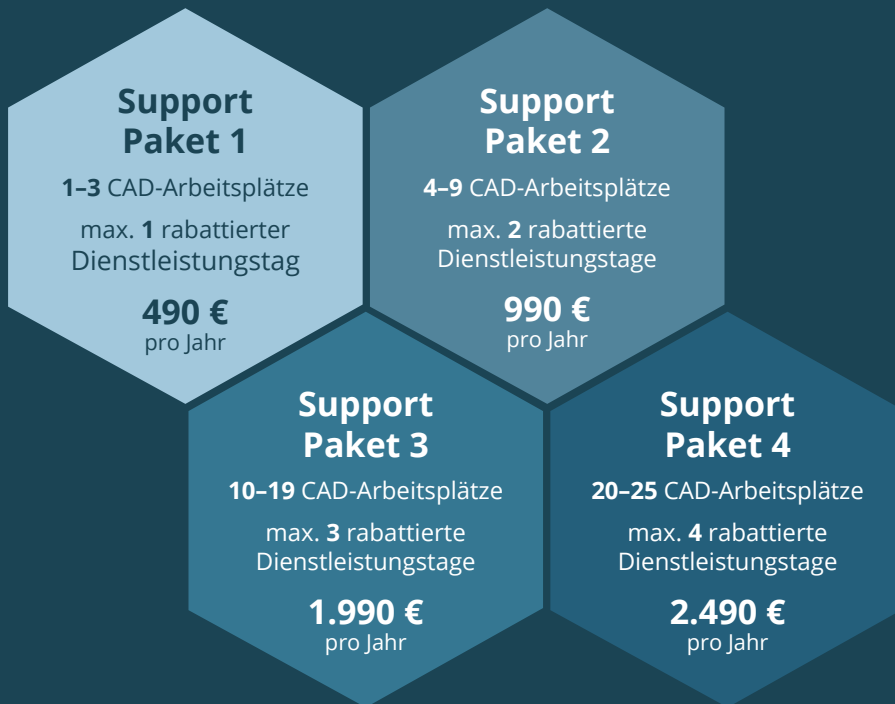 Support
Paket 1
1–3 CAD-Arbeitsplätze
max. 1 rabattierter
Dienstleistungstag
490 €
pro Jahr
Support
Paket 2
4–9 CAD-Arbeitsplätze
max. 2 rabattierte
Dienstleistungstage
990 €
pro Jahr
Support
Paket 3
10–19 CAD-Arbeitsplätze
max. 3 rabattierte
Dienstleistungstage
1.990 €
pro Jahr
Support
Paket 4
20–25 CAD-Arbeitsplätze
max. 4 rabattierte
Dienstleistungstage
2.490 €
pro Jahr